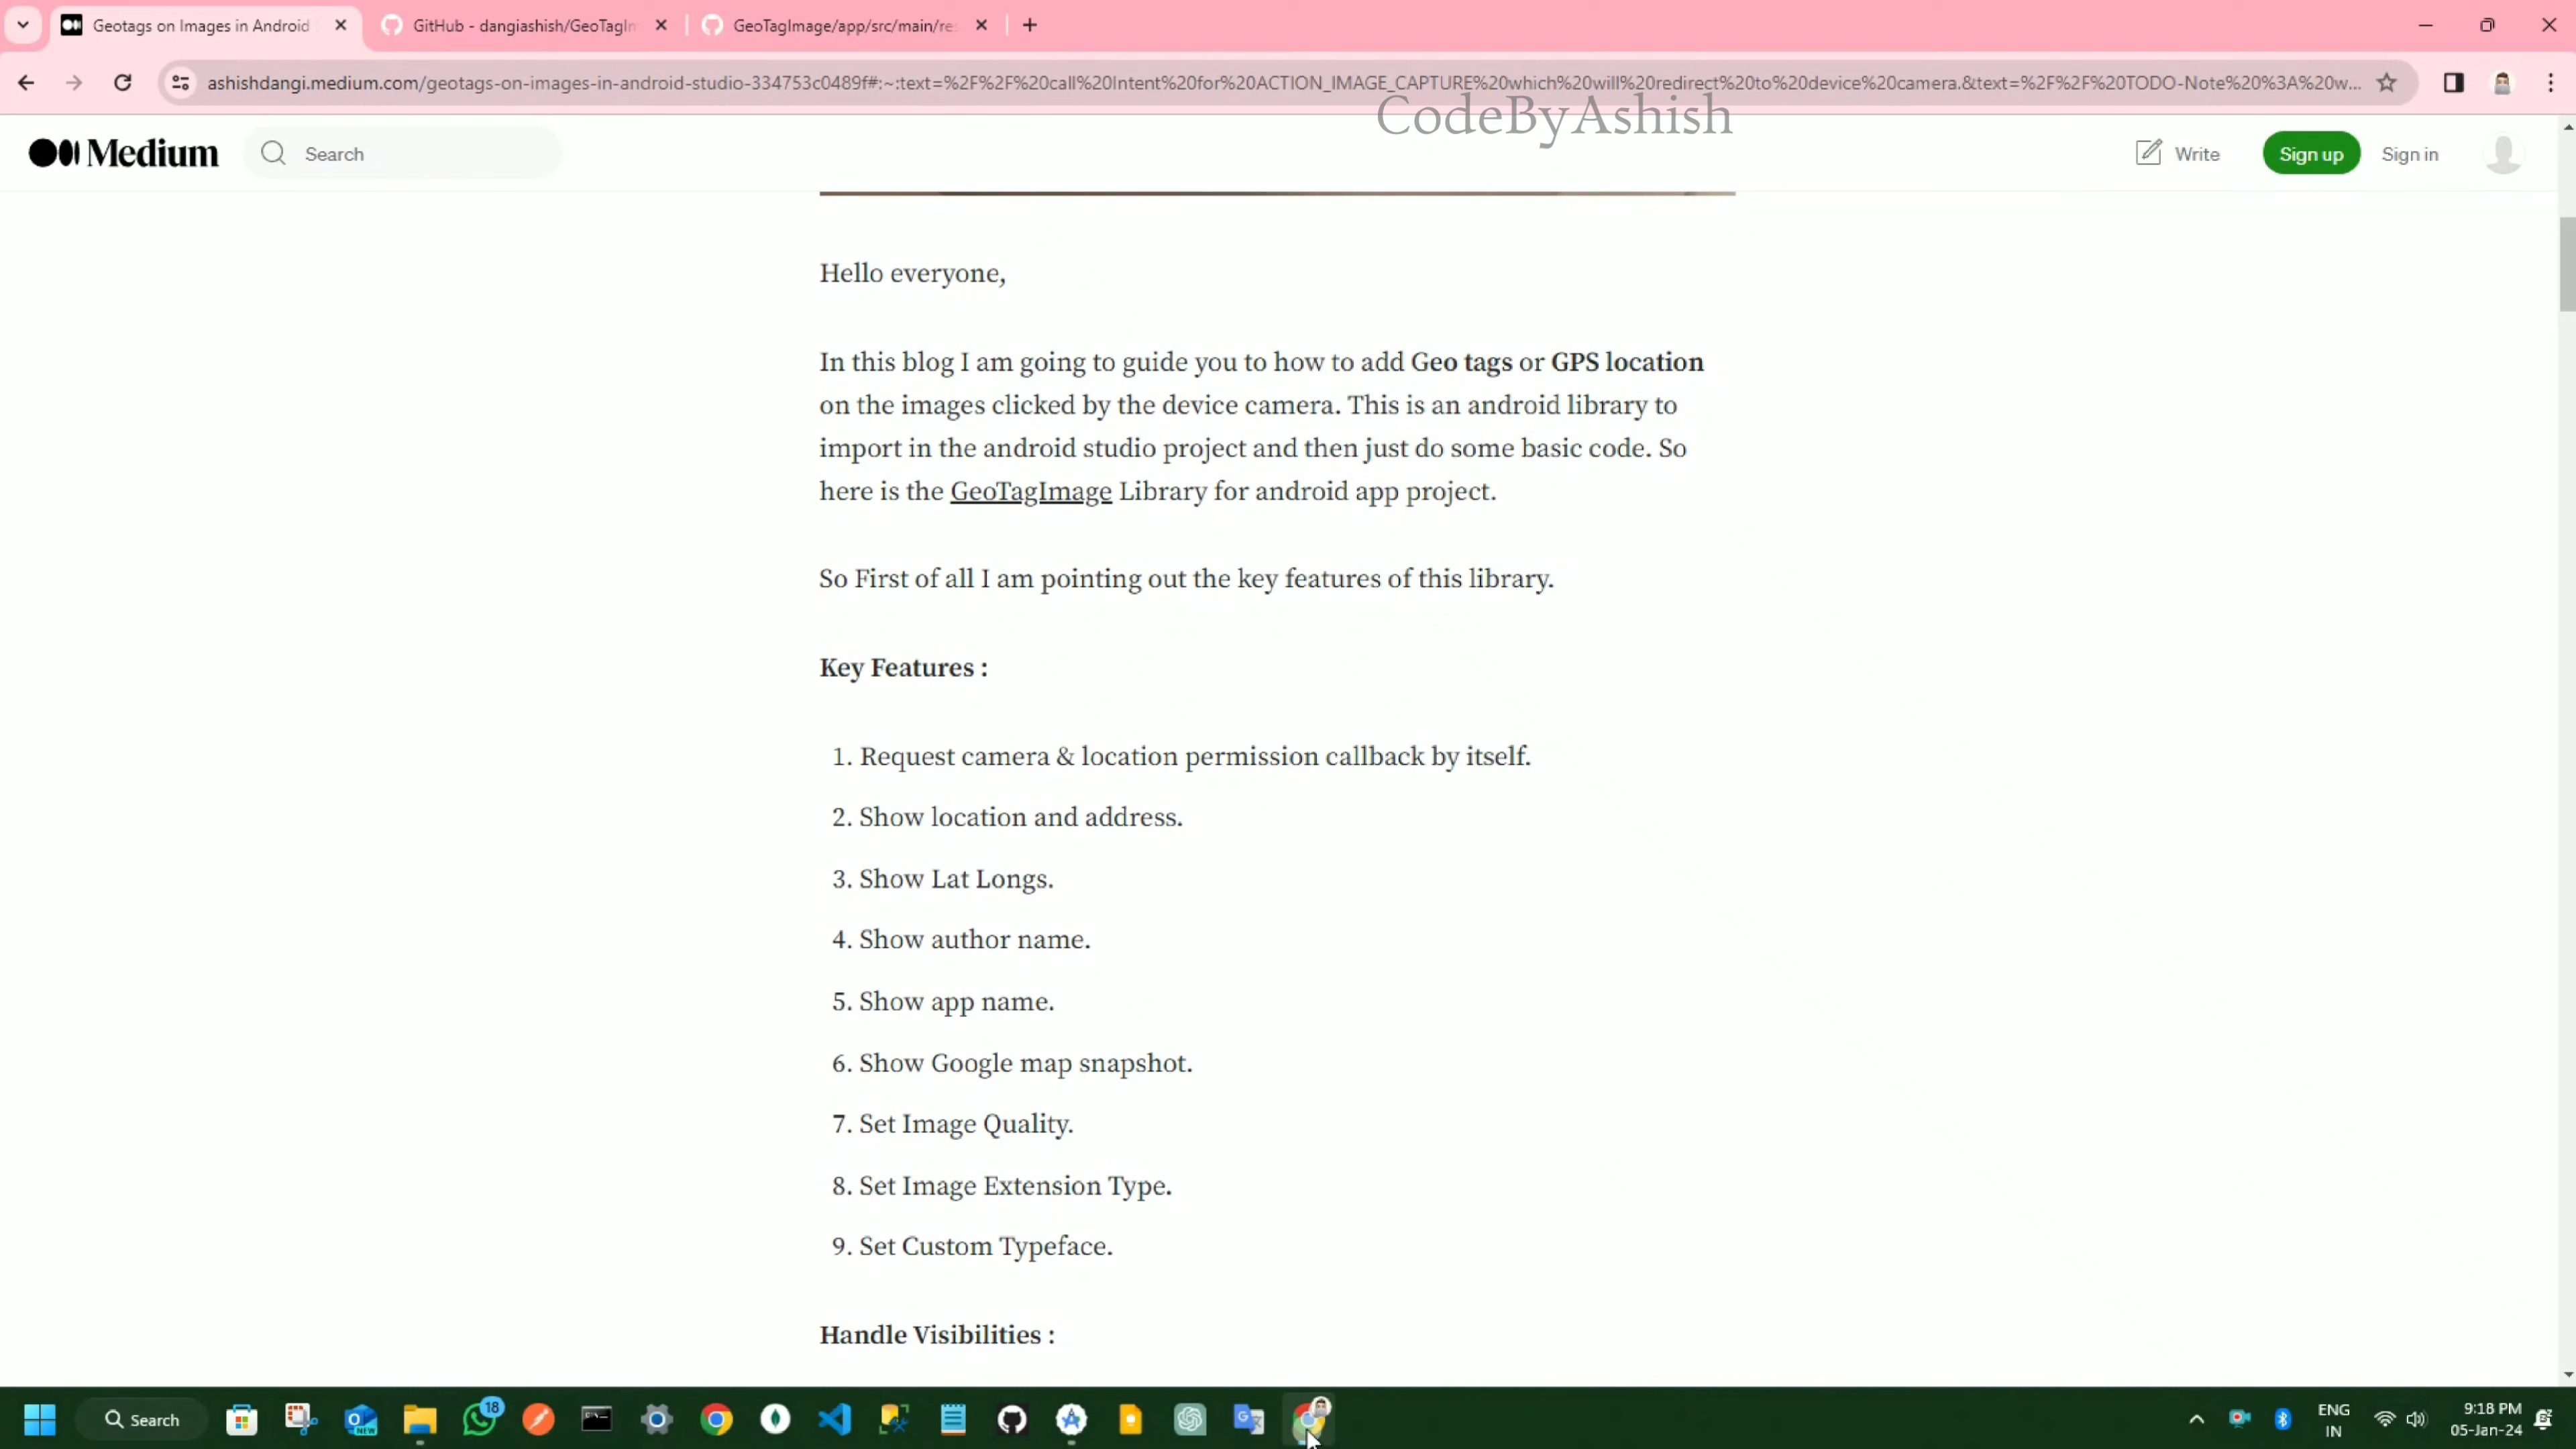 Geotags on Images in Android
GitHub - dangiashish/GeoTagIm
GeoTagImage/app/src/main/re
ashishdangi.medium.com/geotags-on-images-in-android-studio-334753c0489f#:~:text=%2F%2F%20call%20Intent%20for%20ACTION_IMAGE_CAPTURE%20which%20will%20redirect%20to%20device%20camera.&text=%2F%2F%20TODO-Note%20%3A%20w...
CodeByAshish
Medium
Search
Write
Sign up
Sign in
Hello everyone,
In this blog I am going to guide you to how to add Geo tags or GPS location
on the images clicked by the device camera. This is an android library to
import in the android studio project and then just do some basic code. So
here is the GeoTagImage Library for android app project.
So First of all I am pointing out the key features of this library.
Key Features :
1. Request camera & location permission callback by itself.
2. Show location and address.
3. Show Lat Longs.
4. Show author name.
5. Show app name.
6. Show Google map snapshot.
7. Set Image Quality.
8. Set Image Extension Type.
9. Set Custom Typeface.
Handle Visibilities :
Search
NEW
18
ENG
IN
9:18 PM
05-Jan-24